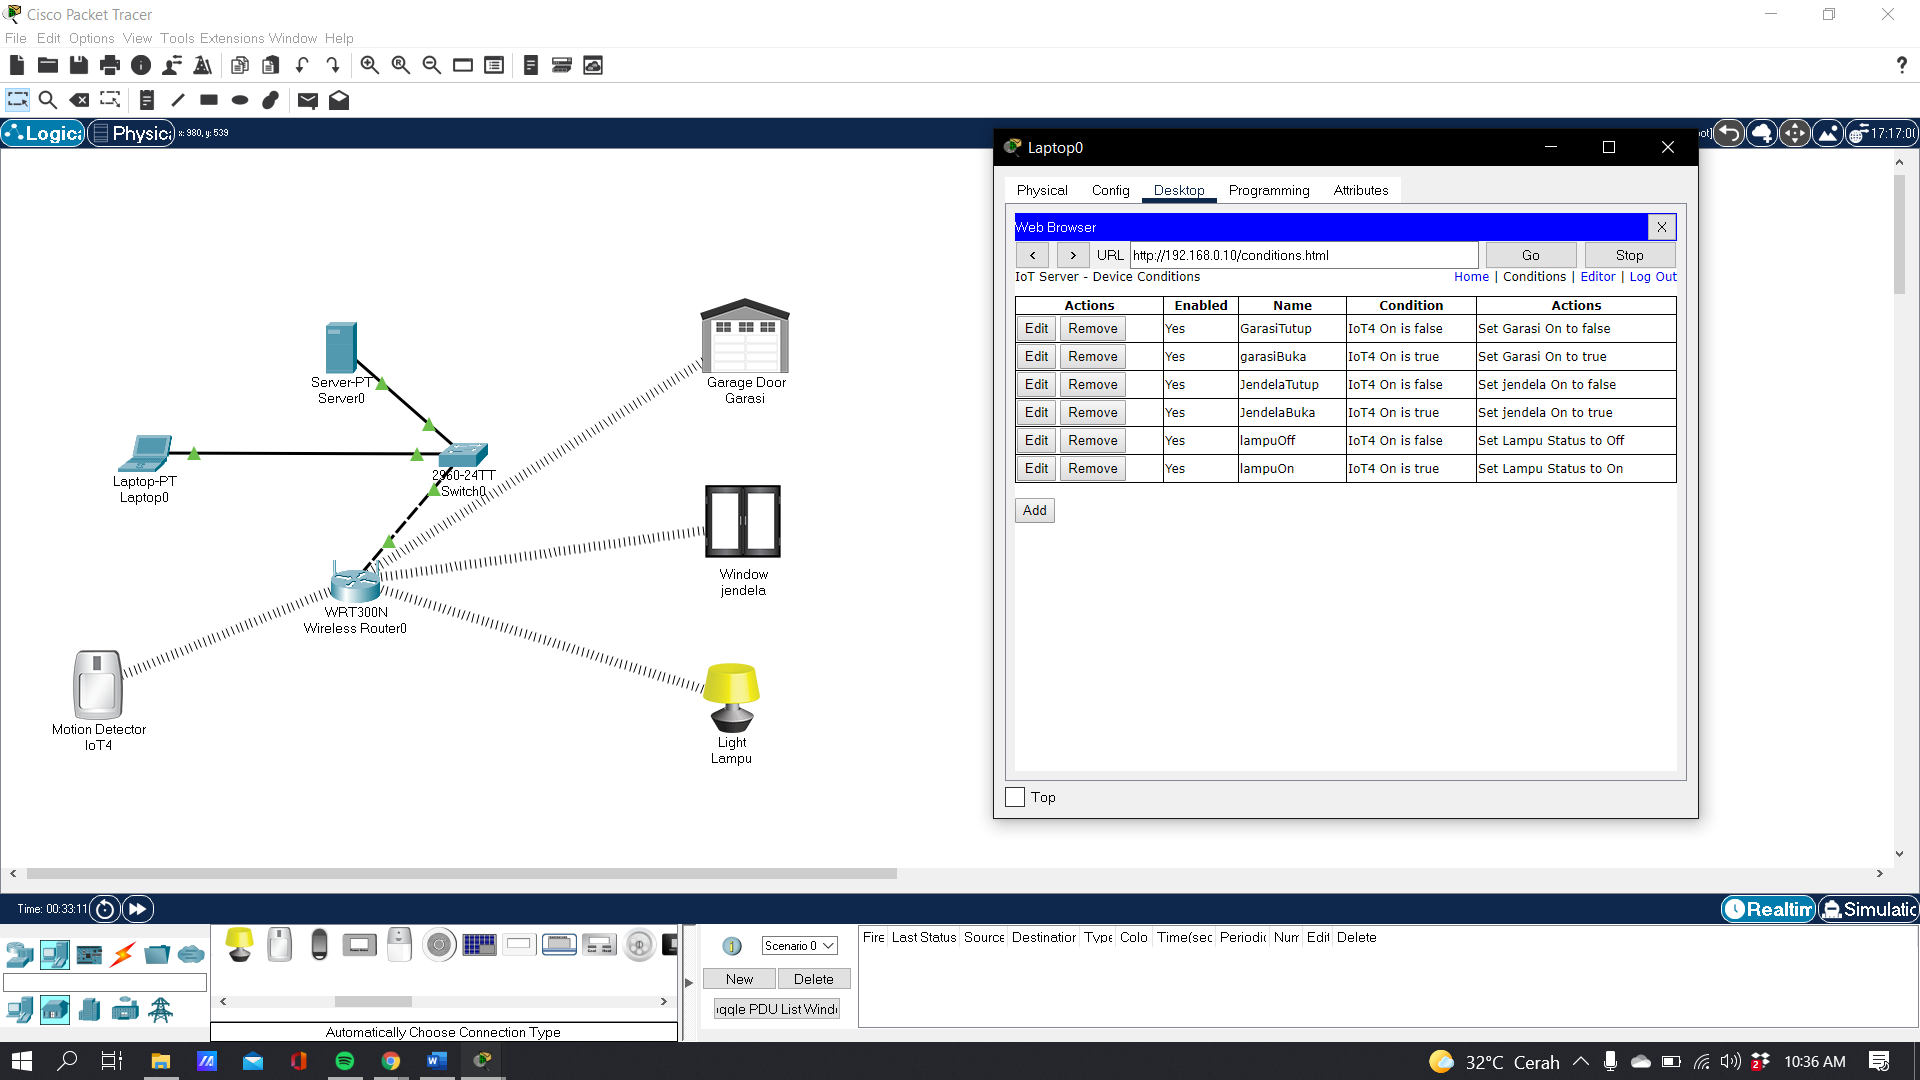 Cisco Packet Tracer
File Edit Options View Tools Extensions Window Help
?
Logica Physica x: 980, y: 539
17:17:00
Laptop0
Physical Config Desktop Programming Attributes
Web Browser X
< > URL http://192.168.0.10/conditions.html Go Stop
IoT Server - Device Conditions Home | Conditions | Editor | Log Out
Actions Enabled Name Condition Actions
Edit Remove Yes GarasiTutup IoT4 On is false Set Garasi On to false
Edit Remove Yes garasiBuka IoT4 On is true Set Garasi On to true
Edit Remove Yes JendelaTutup IoT4 On is false Set jendela On to false
Edit Remove Yes JendelaBuka IoT4 On is true Set jendela On to true
Edit Remove Yes lampuOff IoT4 On is false Set Lampu Status to Off
Edit Remove Yes lampuOn IoT4 On is true Set Lampu Status to On
Add
Top
Server-PT
Server0
Garage Door
Garasi
Laptop-PT
Laptop0
2960-24TT
Switch0
Window
jendela
WRT300N
Wireless Router0
Motion Detector
IoT4
Light
Lampu
Time: 00:33:11
Realtim Simulatic
Scenario 0
New Delete
Fire Last Status Source Destination Type Colo Time(sec Periodic Num Edit Delete
ggle PDU List Wind
Automatically Choose Connection Type
32°C Cerah 2 10:36 AM